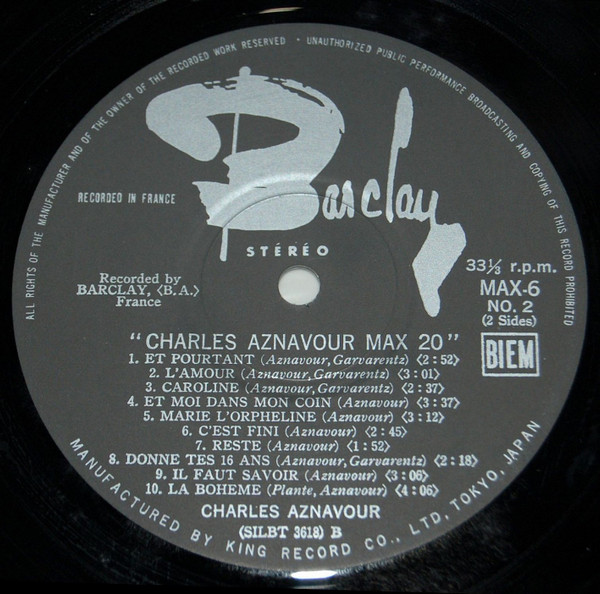 ALL RIGHTS OF THE MANUFACTURER AND OF THE OWNER OF THE RECORDED WORK RESERVED • UNAUTHORIZED PUBLIC PERFORMANCE BROADCASTING AND COPYING OF THIS RECORD PROHIBITED
Barclay
RECORDED IN FRANCE
STÉRÉO
Recorded by
BARCLAY, 〈B.A.〉
France
33⅓ r.p.m.
MAX-6
NO. 2
(2 Sides)
BIEM
"CHARLES AZNAVOUR MAX 20"
1. ET POURTANT (Aznavour, Garvarentz) 〈2:52〉
2. L'AMOUR (Aznavour, Garvarentz) 〈3:01〉
3. CAROLINE (Aznavour, Garvarentz) 〈2:37〉
4. ET MOI DANS MON COIN (Aznavour) 〈3:37〉
5. MARIE L'ORPHELINE (Aznavour) 〈3:12〉
6. C'EST FINI (Aznavour) 〈2:45〉
7. RESTE (Aznavour) 〈1:52〉
8. DONNE TES 16 ANS (Aznavour, Garvarentz) 〈2:18〉
9. IL FAUT SAVOIR (Aznavour) 〈3:06〉
10. LA BOHEME (Plante, Aznavour) 〈4:06〉
CHARLES AZNAVOUR
(SILBT 3618) B
MANUFACTURED BY KING RECORD CO., LTD, TOKYO, JAPAN